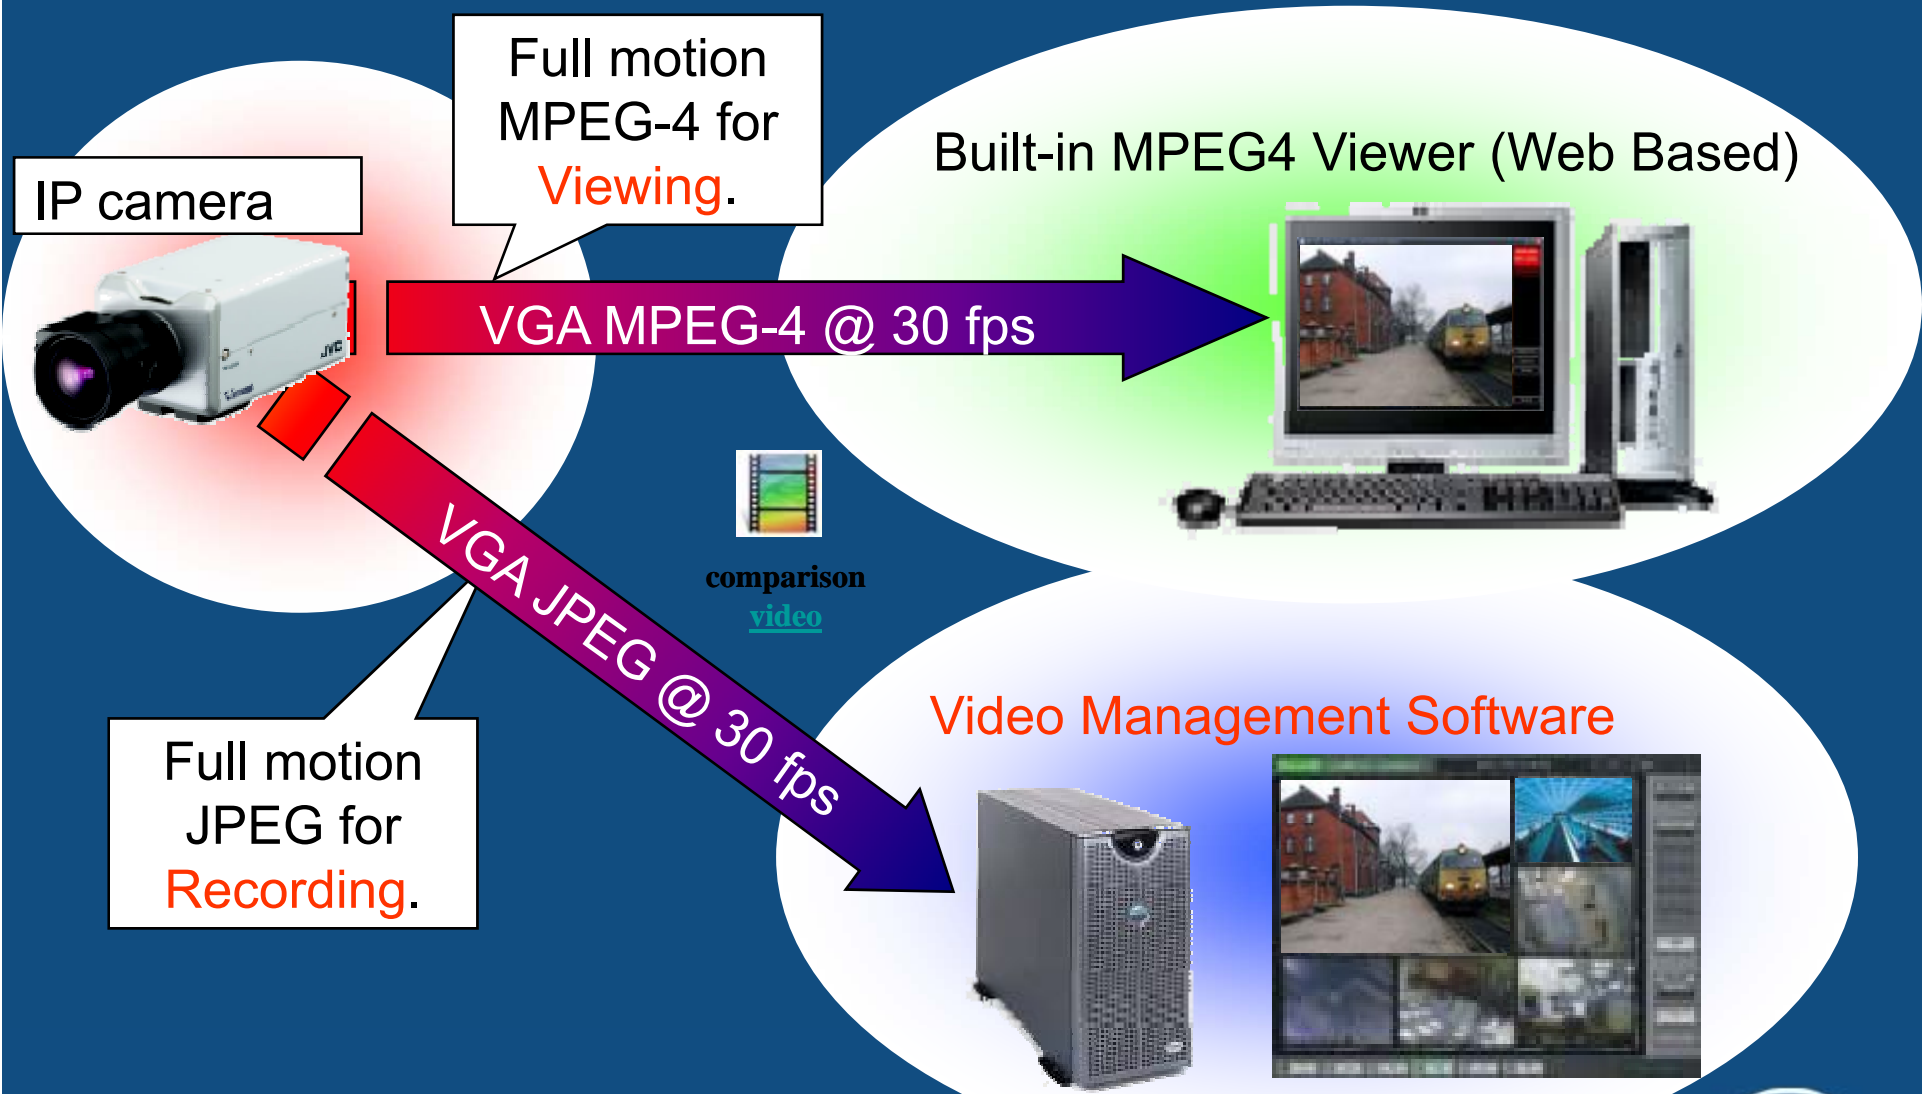 Full motion
MPEG-4 for
Viewing.
IP camera
Built-in MPEG4 Viewer (Web Based)
JVC
VGA MPEG-4 @ 30 fps
VGA JPEG @ 30 fps
comparison
video
Full motion
JPEG for
Recording.
Video Management Software